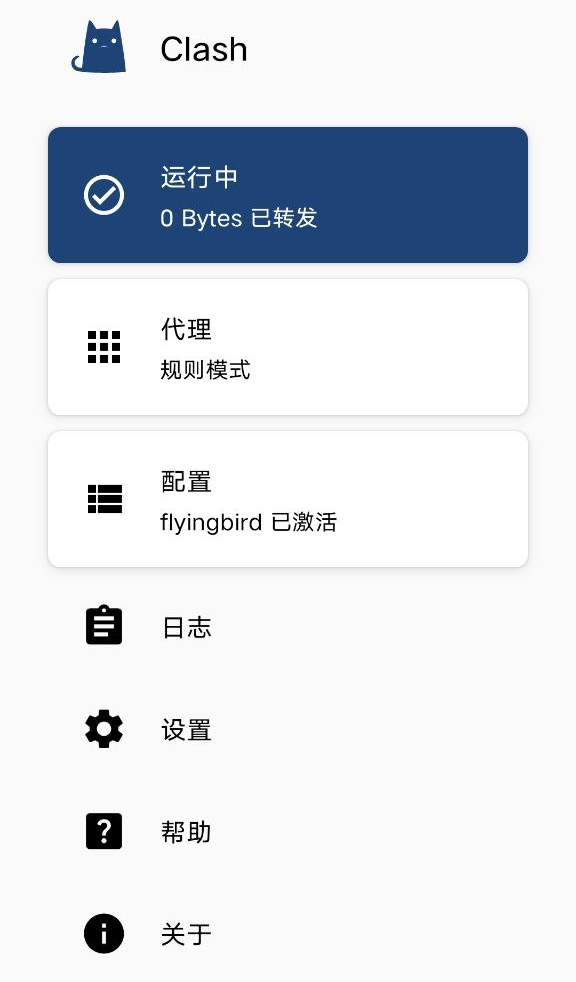 Clash
运行中
0 Bytes 已转发
代理
规则模式
配置
flyingbird 已激活
日志
设置
帮助
关于